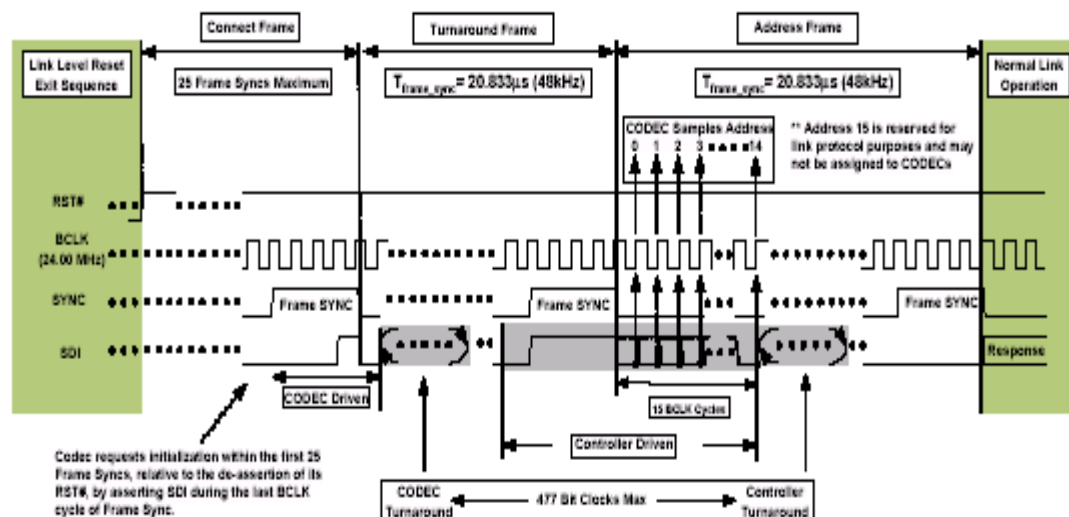 Connect Frame
Turnaround Frame
Address Frame
Link Level Reset
Exit Sequence
25 Frame Syncs Maximum
Tframe_sync= 20.833µs (48kHz)
Tframe_sync= 20.833µs (48kHz)
Normal Link
Operation
CODEC Samples Address
0 1 2 3 14
** Address 15 is reserved for
link protocol purposes and may
not be assigned to CODECs
RST#
BCLK
(24.00 MHz)
SYNC
Frame SYNC
Frame SYNC
Frame SYNC
SDI
Response
CODEC Driven
15 BCLK Cycles
Controller Driven
Codec requests initialization within the first 25
Frame Syncs, relative to the de-assertion of its
RST#, by asserting SDI during the last BCLK
cycle of Frame Sync.
CODEC
Turnaround
477 Bit Clocks Max
Controller
Turnaround